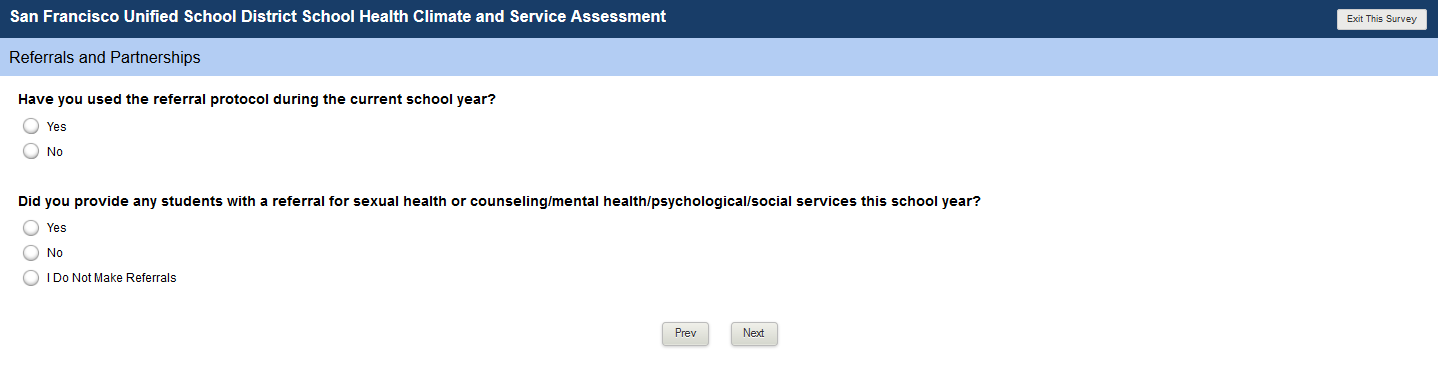 San Francisco Unified School District School Health Climate and Service Assessment
Exit This Survey
Referrals and Partnerships
Have you used the referral protocol during the current school year?
Yes
No
Did you provide any students with a referral for sexual health or counseling/mental health/psychological/social services this school year?
Yes
No
I Do Not Make Referrals
Prev
Next